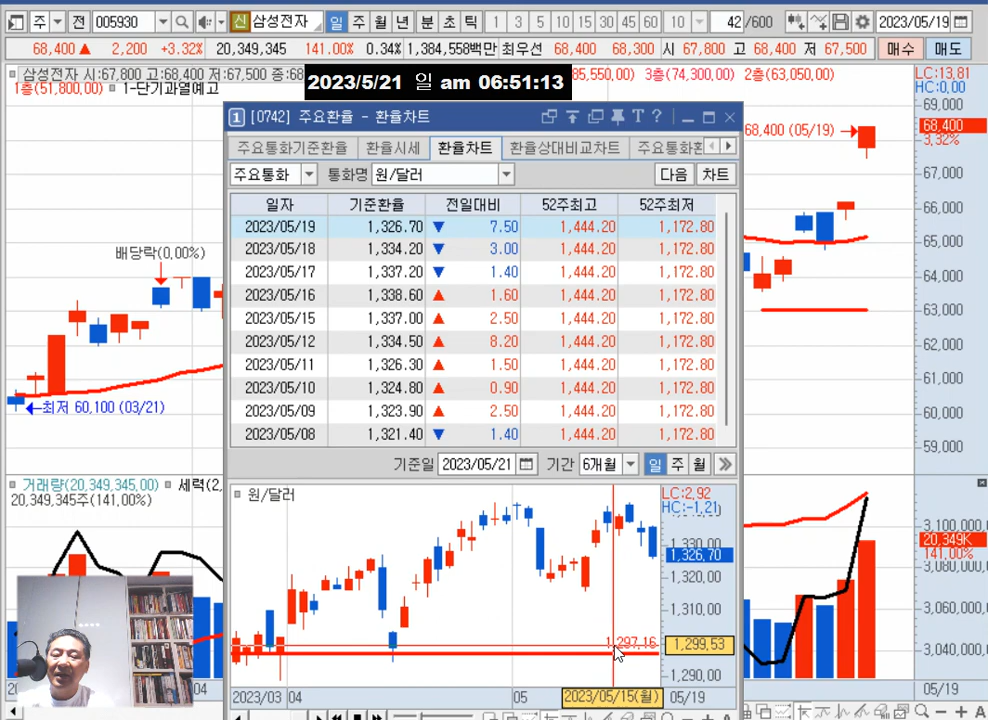 주 전 005930 신 삼성전자 일 주 월 년 분 초 틱 1 3 5 10 15 30 45 60 10 42 /600 2023/05/19
68,400 ▲ 2,200 +3.32% 20,349,345 141.00% 0.34% 1,384,558백만 최우선 68,400 68,300 시 67,800 고 68,400 저 67,500 매수 매도
삼성전자 시:67,800 고:68,400 저:67,500 종:68 85,550,00) 3층(74,300,00) 2층(63,050,00)
1층(51,800,00) 1-단기과열예고
2023/5/21 일 am 06:51:13
LC:13,81
HC:0,00
69,000
68,400
3,32%
67,000
66,000
65,000
64,000
63,000
62,000
61,000
60,000
59,000
68,400 (05/19)
배당락(0,00%)
최저 60,100 (03/21)
1 [0742] 주요환율 - 환율차트
주요통화기준환율 환율시세 환율차트 환율상대비교차트 주요통화환
주요통화 통화명 원/달러 다음 차트
일자 기준환율 전일대비 52주최고 52주최저
2023/05/19 1,326.70 ▼ 7.50 1,444.20 1,172.80
2023/05/18 1,334.20 ▼ 3.00 1,444.20 1,172.80
2023/05/17 1,337.20 ▼ 1.40 1,444.20 1,172.80
2023/05/16 1,338.60 ▲ 1.60 1,444.20 1,172.80
2023/05/15 1,337.00 ▲ 2.50 1,444.20 1,172.80
2023/05/12 1,334.50 ▲ 8.20 1,444.20 1,172.80
2023/05/11 1,326.30 ▲ 1.50 1,444.20 1,172.80
2023/05/10 1,324.80 ▲ 0.90 1,444.20 1,172.80
2023/05/09 1,323.90 ▲ 2.50 1,444.20 1,172.80
2023/05/08 1,321.40 ▼ 1.40 1,444.20 1,172.80
기준일 2023/05/21 기간 6개월 일 주 월
원/달러
LC:2,92
HC:-1,21
1,330,00
1,326,70
1,320,00
1,310,00
1,297,16
1,299,53
1,290,00
2023/03 04 05 2023/05/15(월) 05/19
거래량(20,349,345,00) 세력(2,
20,349,345주(141,00%)
3,100,000,
20,349K
141,00%
3,080,000,
3,060,000,
3,040,000,
04
05/19